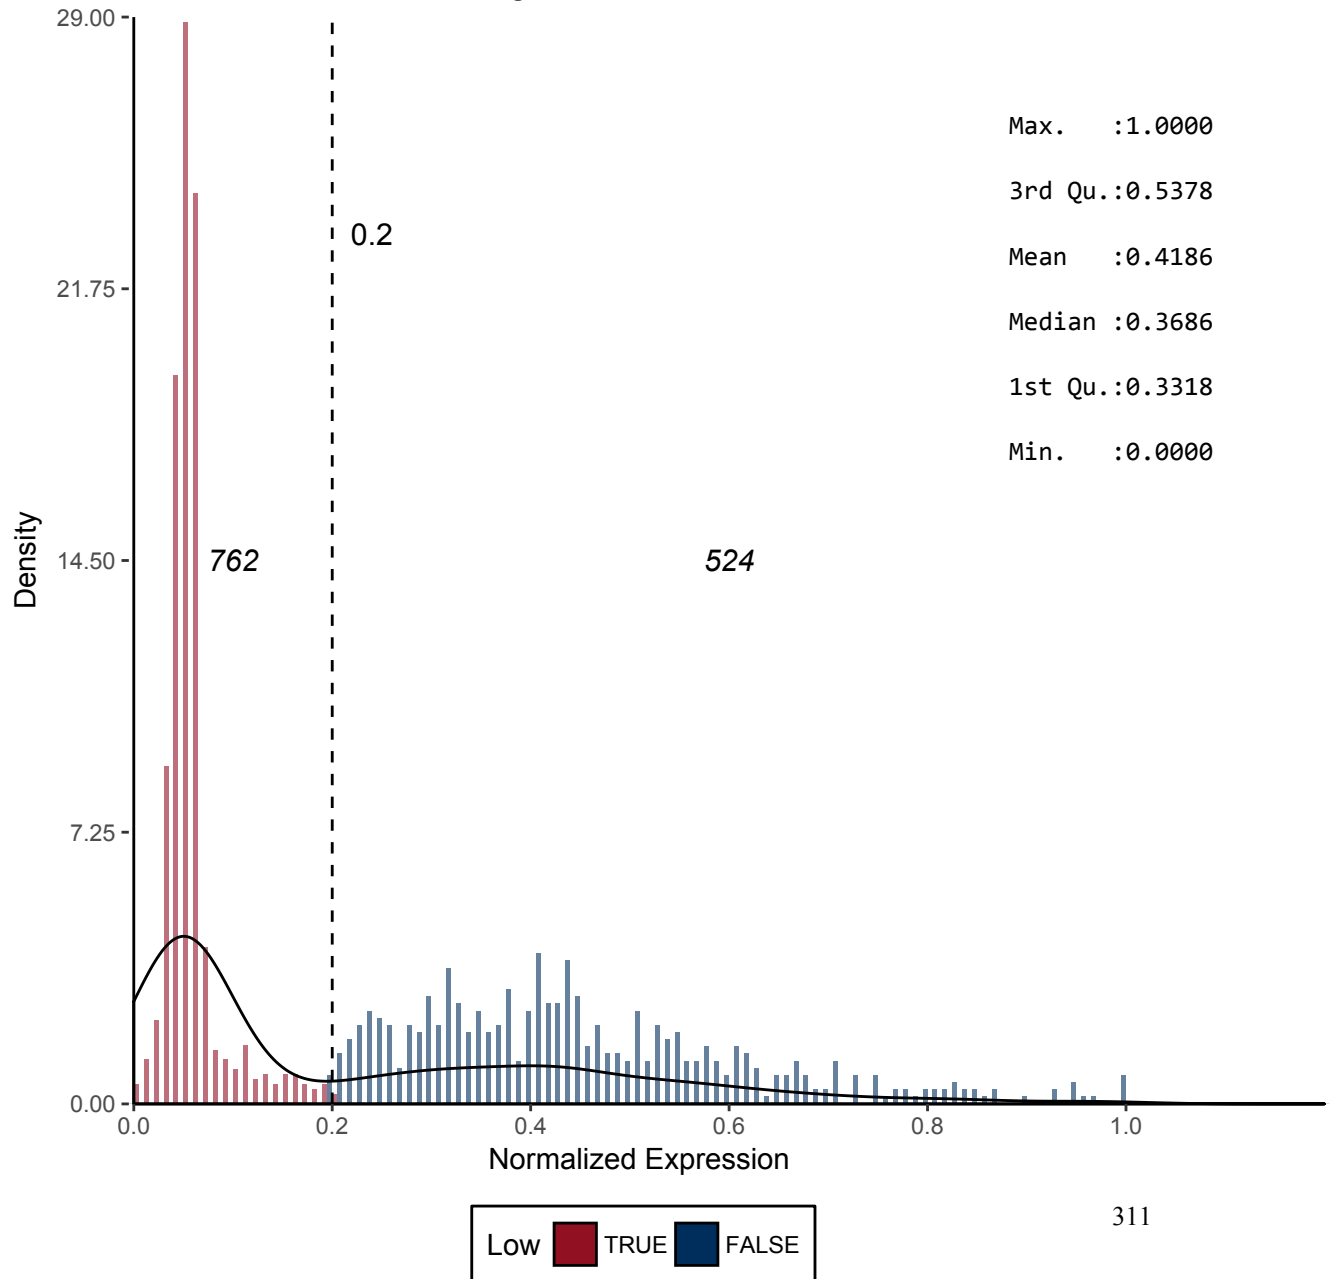 29.00
21.75
14.50
7.25
0.00
Density
0.2
762
524
Max.   :1.0000
3rd Qu.:0.5378
Mean   :0.4186
Median :0.3686
1st Qu.:0.3318
Min.   :0.0000
0.0 0.2 0.4 0.6 0.8 1.0
Normalized Expression
311
Low TRUE FALSE